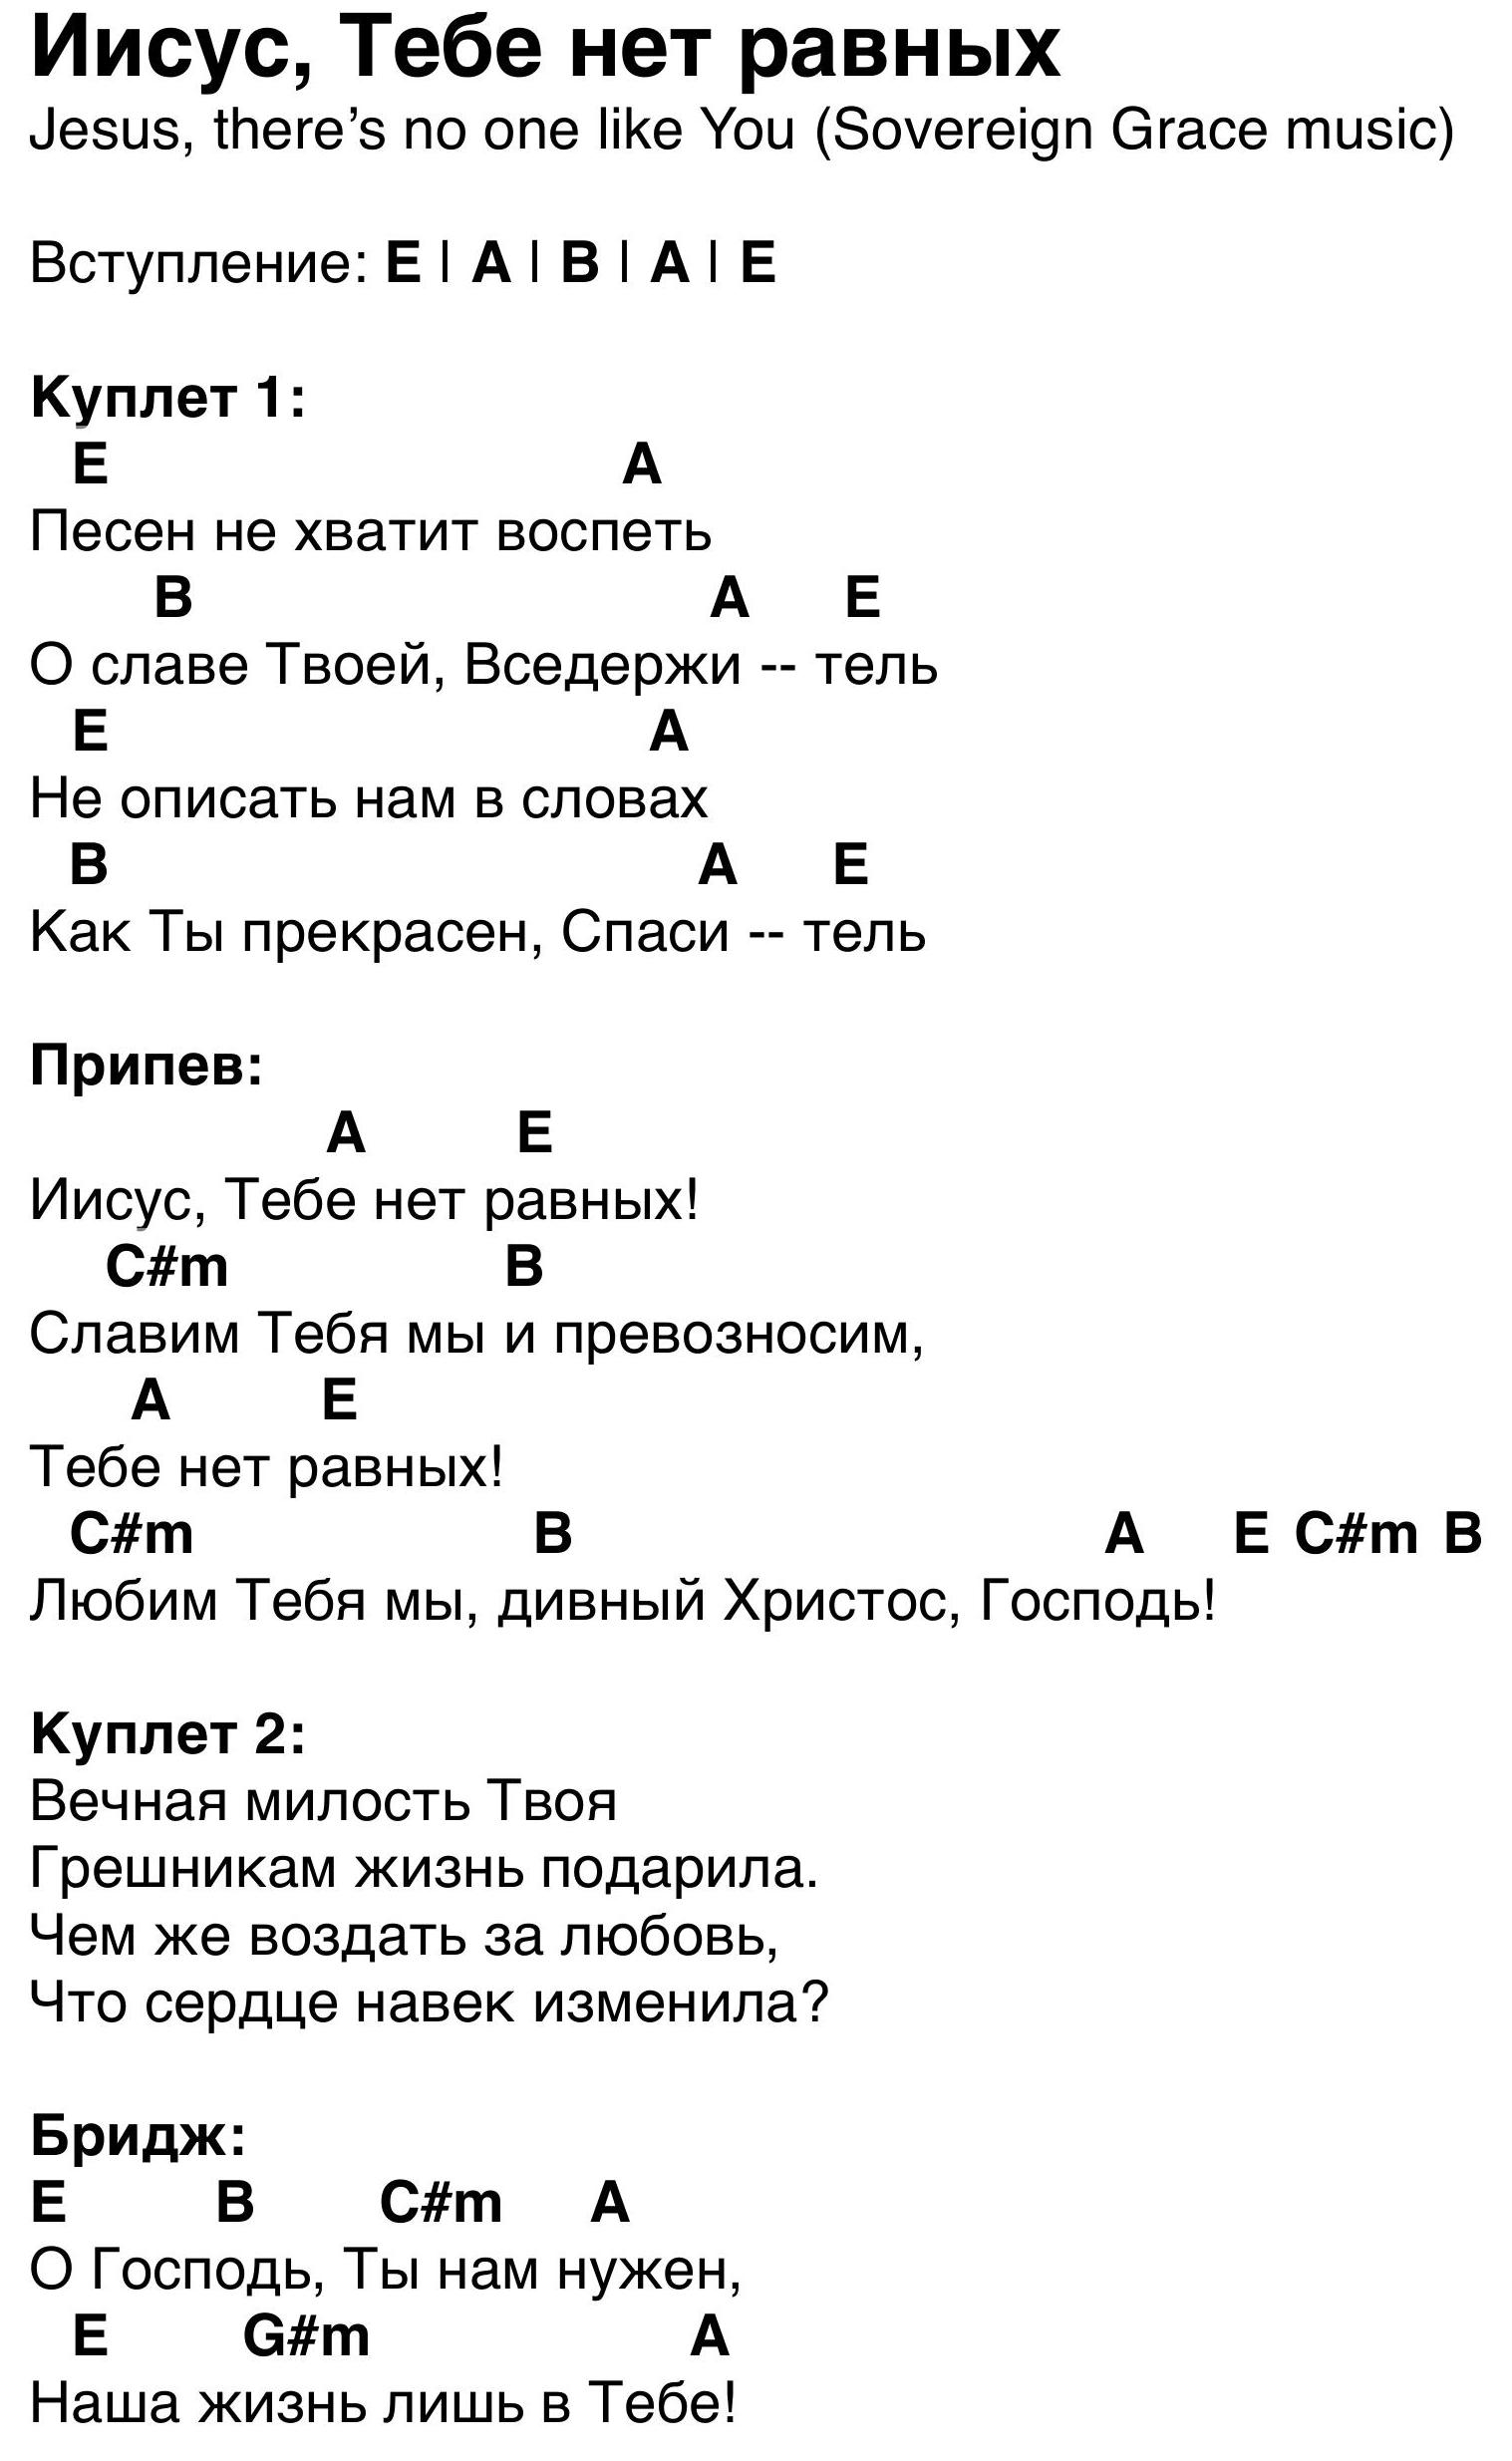 Иисус, Тебе нет равных
Jesus, there’s no one like You (Sovereign Grace music)
Вступление: E | A | B | A | E
Куплет 1:
E A
Песен не хватит воспеть
B A E
О славе Твоей, Вседержи -- тель
E A
Не описать нам в словах
B A E
Как Ты прекрасен, Спаси -- тель
Припев:
A E
Иисус, Тебе нет равных!
C#m B
Славим Тебя мы и превозносим,
A E
Тебе нет равных!
C#m B A E C#m B
Любим Тебя мы, дивный Христос, Господь!
Куплет 2:
Вечная милость Твоя
Грешникам жизнь подарила.
Чем же воздать за любовь,
Что сердце навек изменила?
Бридж:
E B C#m A
О Господь, Ты нам нужен,
E G#m A
Наша жизнь лишь в Тебе!